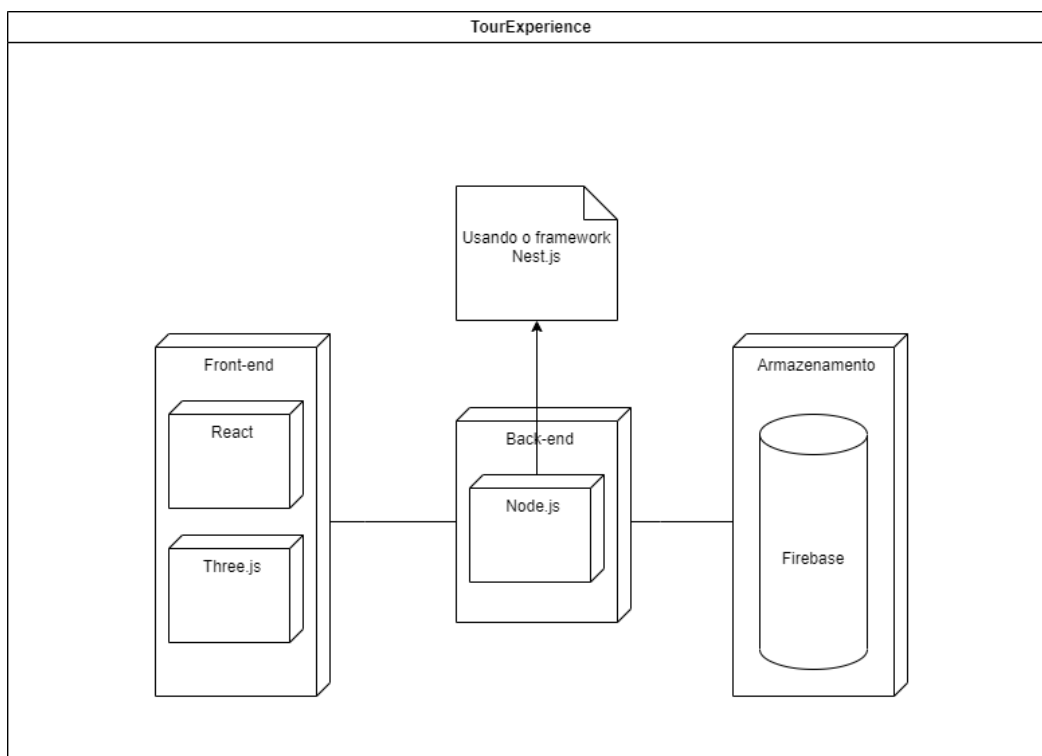 TourExperience
Usando o framework
Nest.js
Front-end
React
Three.js
Back-end
Node.js
Armazenamento
Firebase